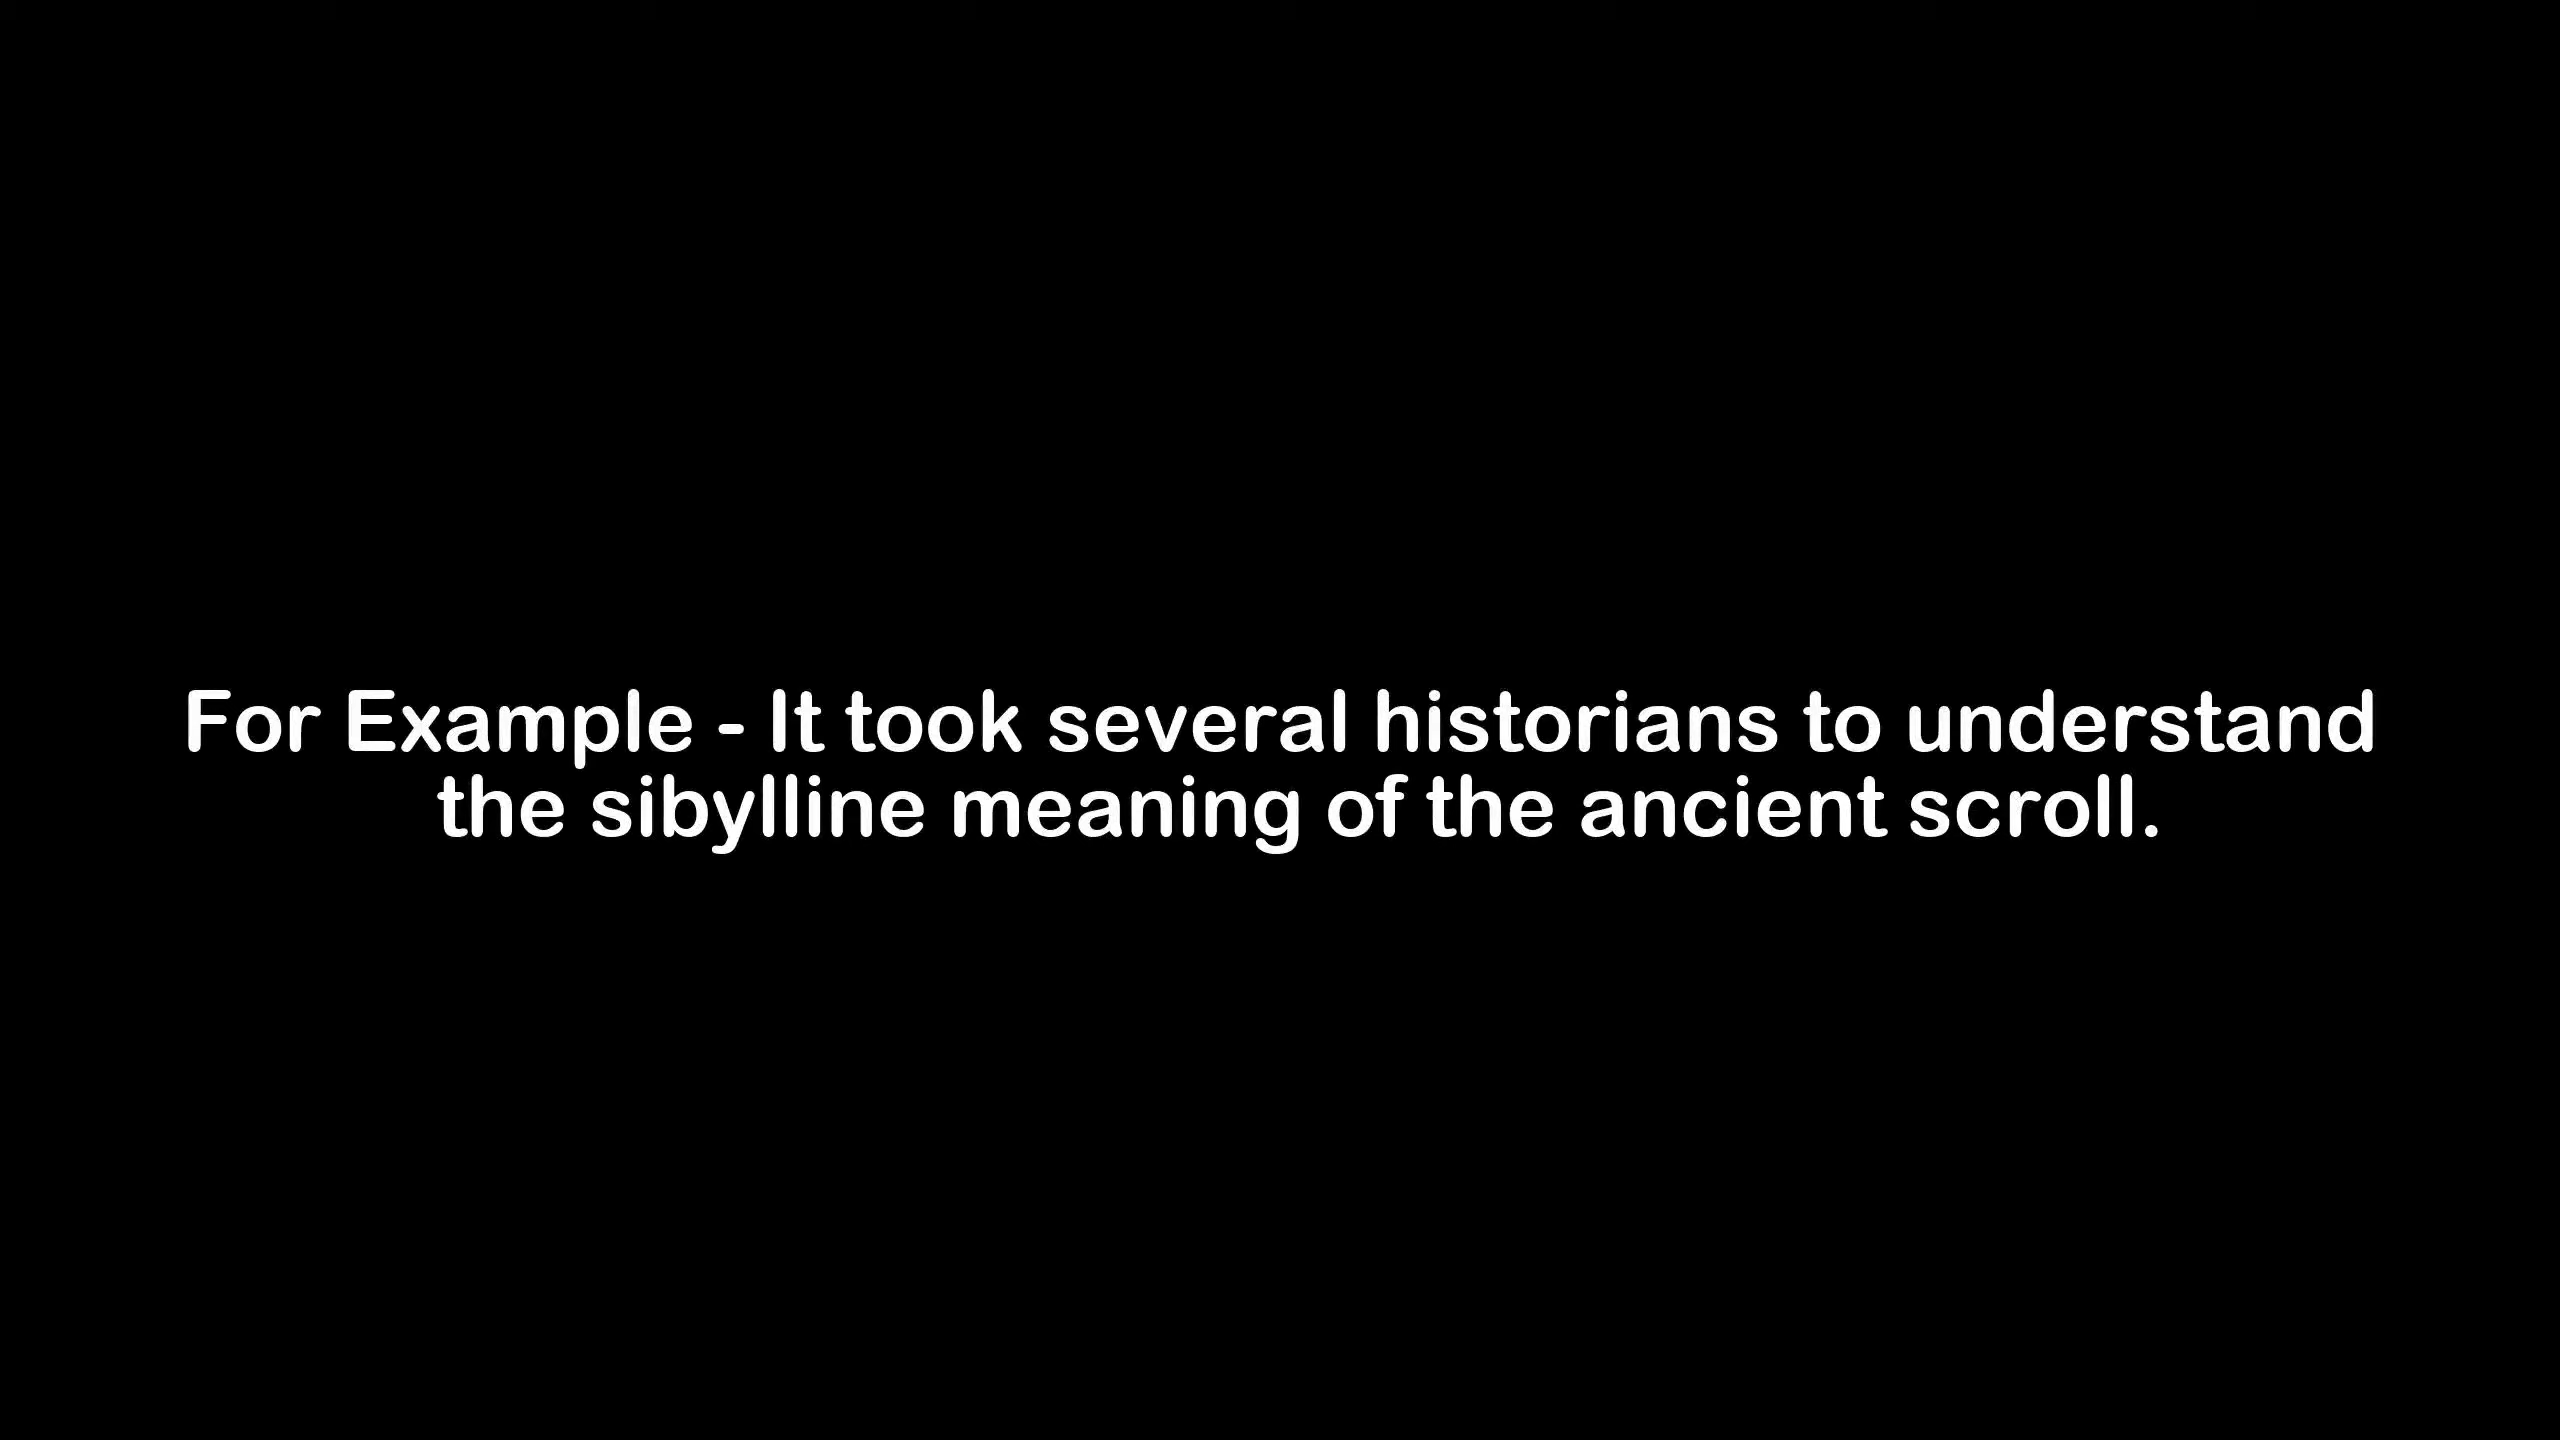 For Example - It took several historians to understand
the sibylline meaning of the ancient scroll.